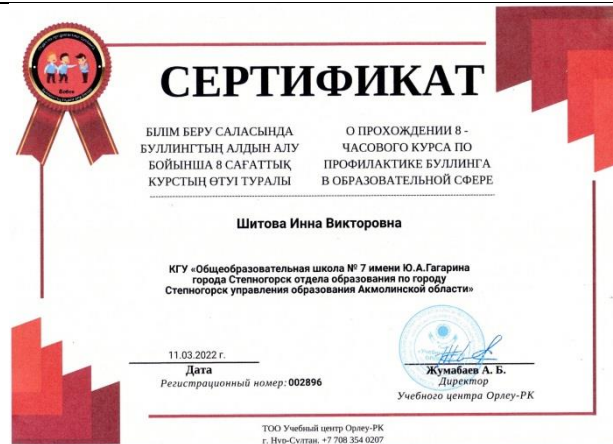 СЕРТИФИКАТ
БІЛІМ БЕРУ САЛАСЫНДА
БУЛЛИНГТЫҢ АЛДЫН АЛУ
БОЙЫНША 8 САҒАТТЫҚ
КУРСТЫҢ ӨТУІ ТУРАЛЫ
О ПРОХОЖДЕНИИ 8 -
ЧАСОВОГО КУРСА ПО
ПРОФИЛАКТИКЕ БУЛЛИНГА
В ОБРАЗОВАТЕЛЬНОЙ СФЕРЕ
Шитова Инна Викторовна
КГУ «Общеобразовательная школа № 7 имени Ю.А.Гагарина
города Степногорск отдела образования по городу
Степногорск управления образования Акмолинской области»
11.03.2022 г.
Дата
Регистрационный номер: 002896
Жумабаев А. Б.
Директор
Учебного центра Орлеу-РК
ТОО Учебный центр Орлеу-РК
г. Нур-Султан, +7 708 354 0207